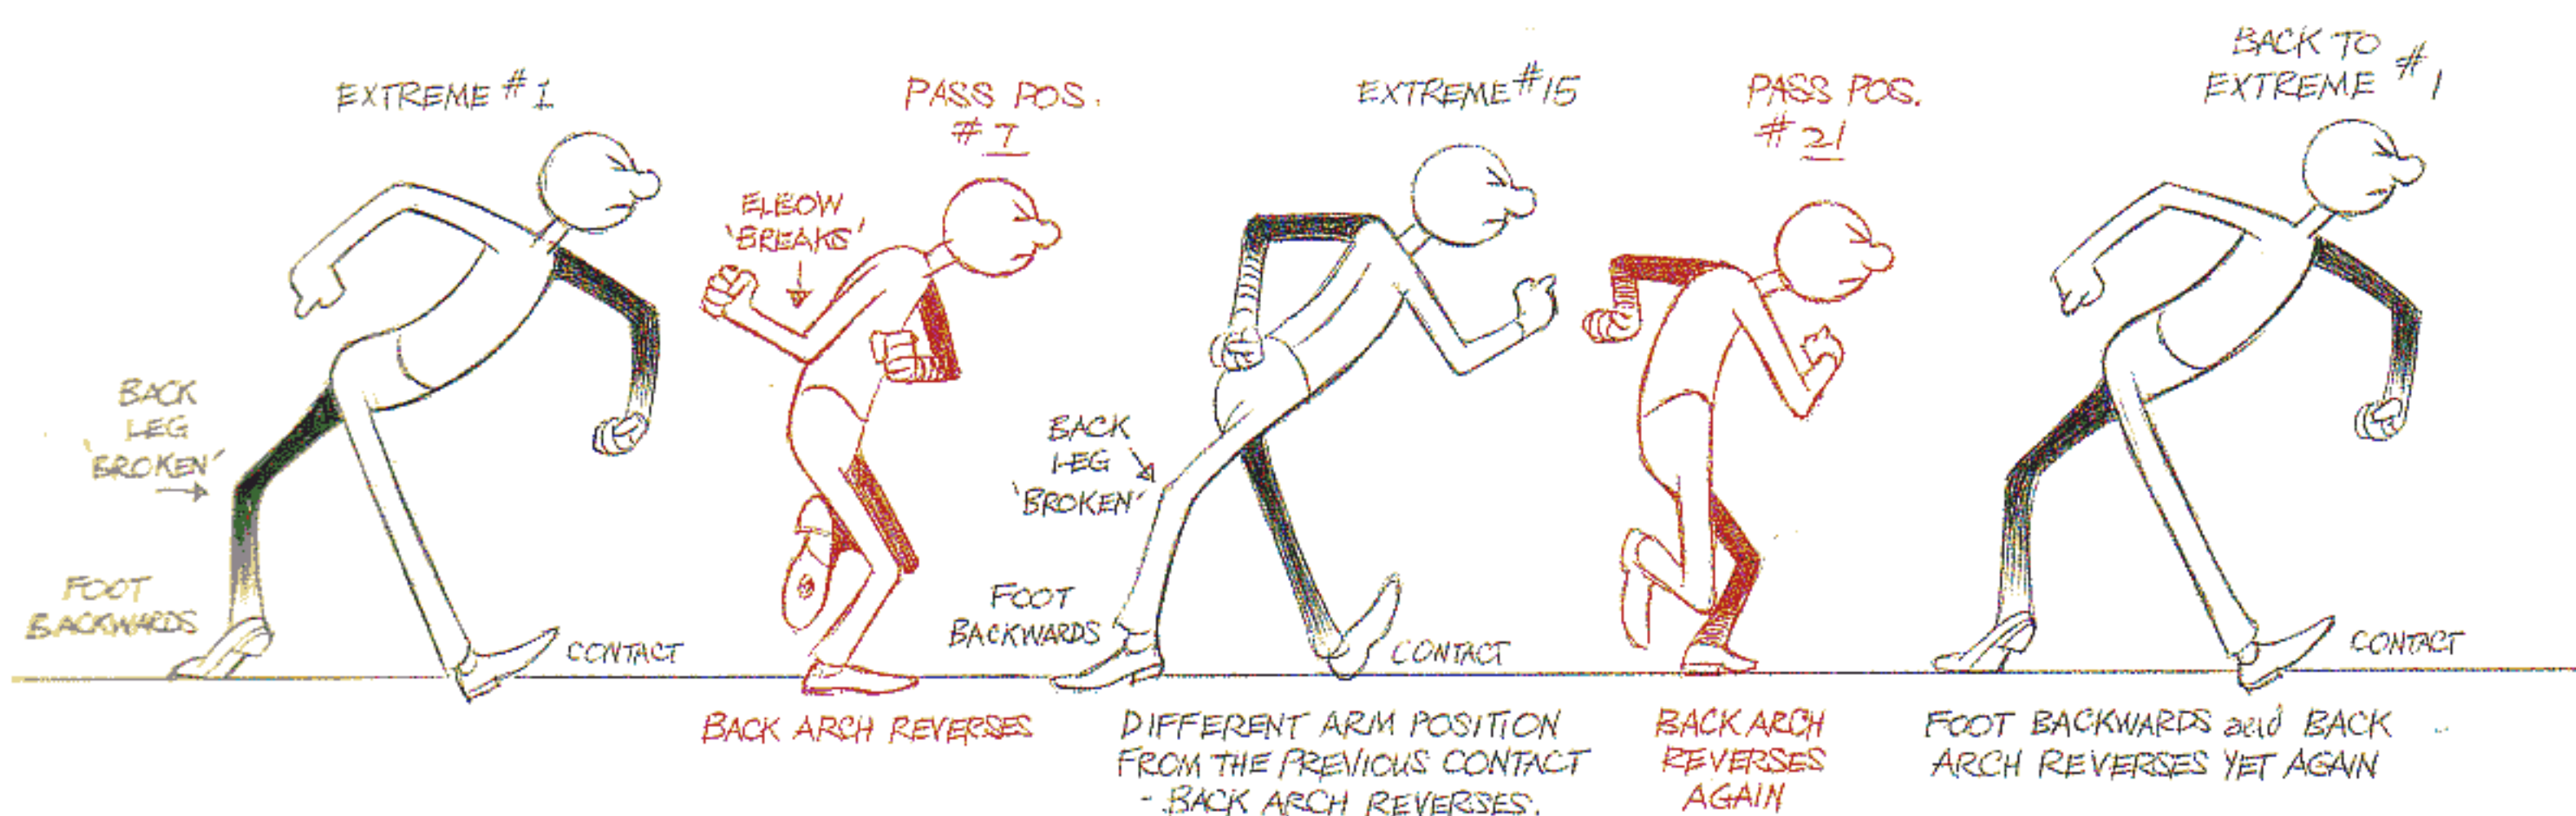 EXTREME #1
PASS POS.
#7
EXTREME #15
PASS POS.
#21
BACK TO
EXTREME #1
ELBOW
'BREAKS'
BACK
LEG
'BROKEN'
FOOT
BACKWARDS
CONTACT
BACK
LEG
'BROKEN'
FOOT
BACKWARDS
CONTACT
CONTACT
BACK ARCH REVERSES
DIFFERENT ARM POSITION
FROM THE PREVIOUS CONTACT
- BACK ARCH REVERSES.
BACK ARCH
REVERSES
AGAIN
FOOT BACKWARDS and BACK
ARCH REVERSES YET AGAIN